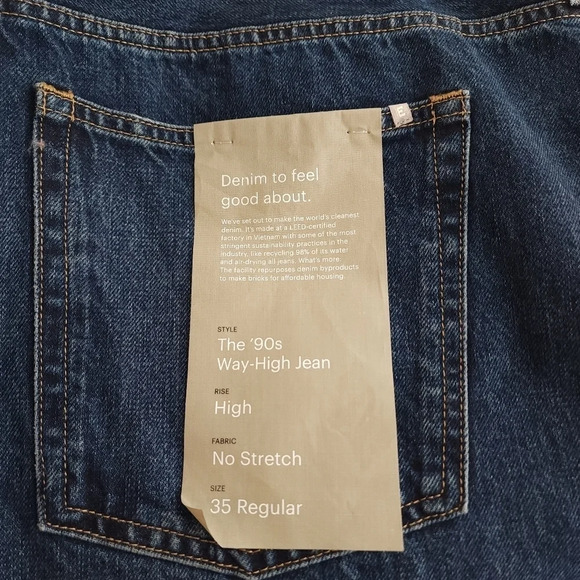 Denim to feel
good about.
We've set out to make the world's cleanest
denim. It's made at a LEED-certified
factory in Vietnam with some of the most
stringent sustainability practices in the
industry, like recycling 98% of its water
and air-drying all jeans. What's more:
The facility repurposes denim byproducts
to make bricks for affordable housing.
STYLE
The '90s
Way-High Jean
RISE
High
FABRIC
No Stretch
SIZE
35 Regular